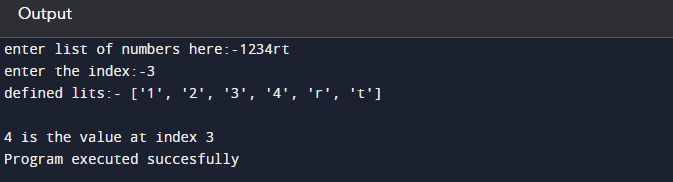 Output
enter list of numbers here:-1234rt
enter the index:-3
defined lits:- ['1', '2', '3', '4', 'r', 't']
4 is the value at index 3
Program executed succesfully